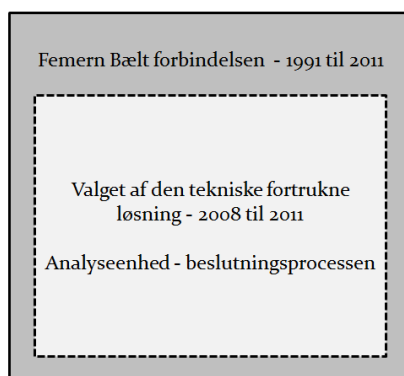 Femern Bælt forbindelsen - 1991 til 2011
Valget af den tekniske fortrukne
løsning - 2008 til 2011
Analyseenhed - beslutningsprocessen